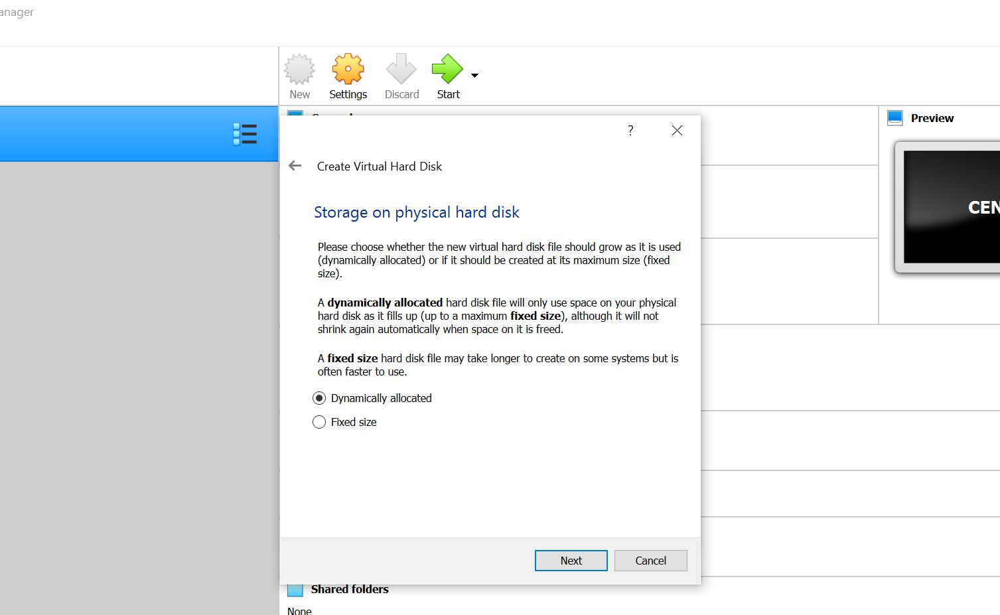 anager
New
Settings
Discard
Start
Preview
CEN
?
Create Virtual Hard Disk
Storage on physical hard disk
Please choose whether the new virtual hard disk file should grow as it is used
(dynamically allocated) or if it should be created at its maximum size (fixed
size).
A dynamically allocated hard disk file will only use space on your physical
hard disk as it fills up (up to a maximum fixed size), although it will not
shrink again automatically when space on it is freed.
A fixed size hard disk file may take longer to create on some systems but is
often faster to use.
Dynamically allocated
Fixed size
Next
Cancel
Shared folders
None